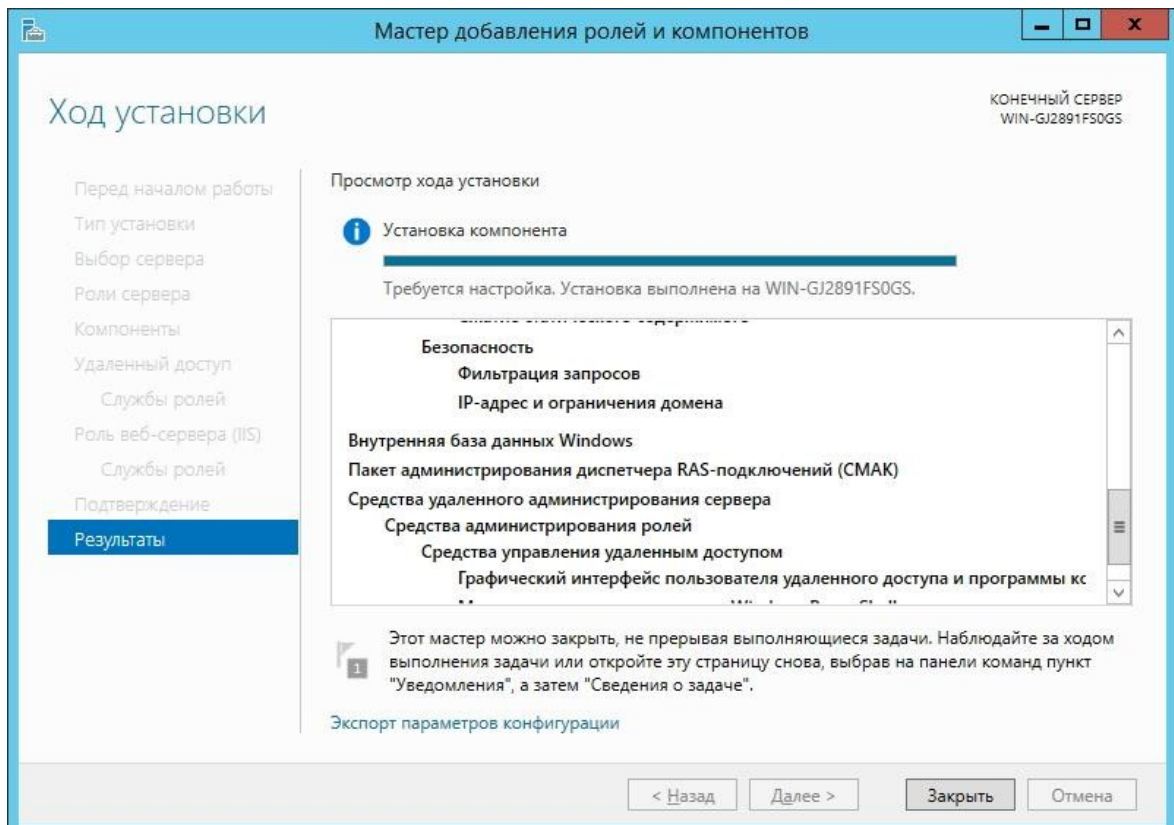 Мастер добавления ролей и компонентов
Ход установки
КОНЕЧНЫЙ СЕРВЕР
WIN-GJ2891FS0GS
Перед началом работы
Тип установки
Выбор сервера
Роли сервера
Компоненты
Удаленный доступ
Службы ролей
Роль веб-сервера (IIS)
Службы ролей
Подтверждение
Результаты
Просмотр хода установки
Установка компонента
Требуется настройка. Установка выполнена на WIN-GJ2891FS0GS.
Безопасность
Фильтрация запросов
IP-адрес и ограничения домена
Внутренняя база данных Windows
Пакет администрирования диспетчера RAS-подключений (CMAK)
Средства удаленного администрирования сервера
Средства администрирования ролей
Средства управления удаленным доступом
Графический интерфейс пользователя удаленного доступа и программы кс
1
Этот мастер можно закрыть, не прерывая выполняющиеся задачи. Наблюдайте за ходом
выполнения задачи или откройте эту страницу снова, выбрав на панели команд пункт
"Уведомления", а затем "Сведения о задаче".
Экспорт параметров конфигурации
< Назад
Далее >
Закрыть
Отмена